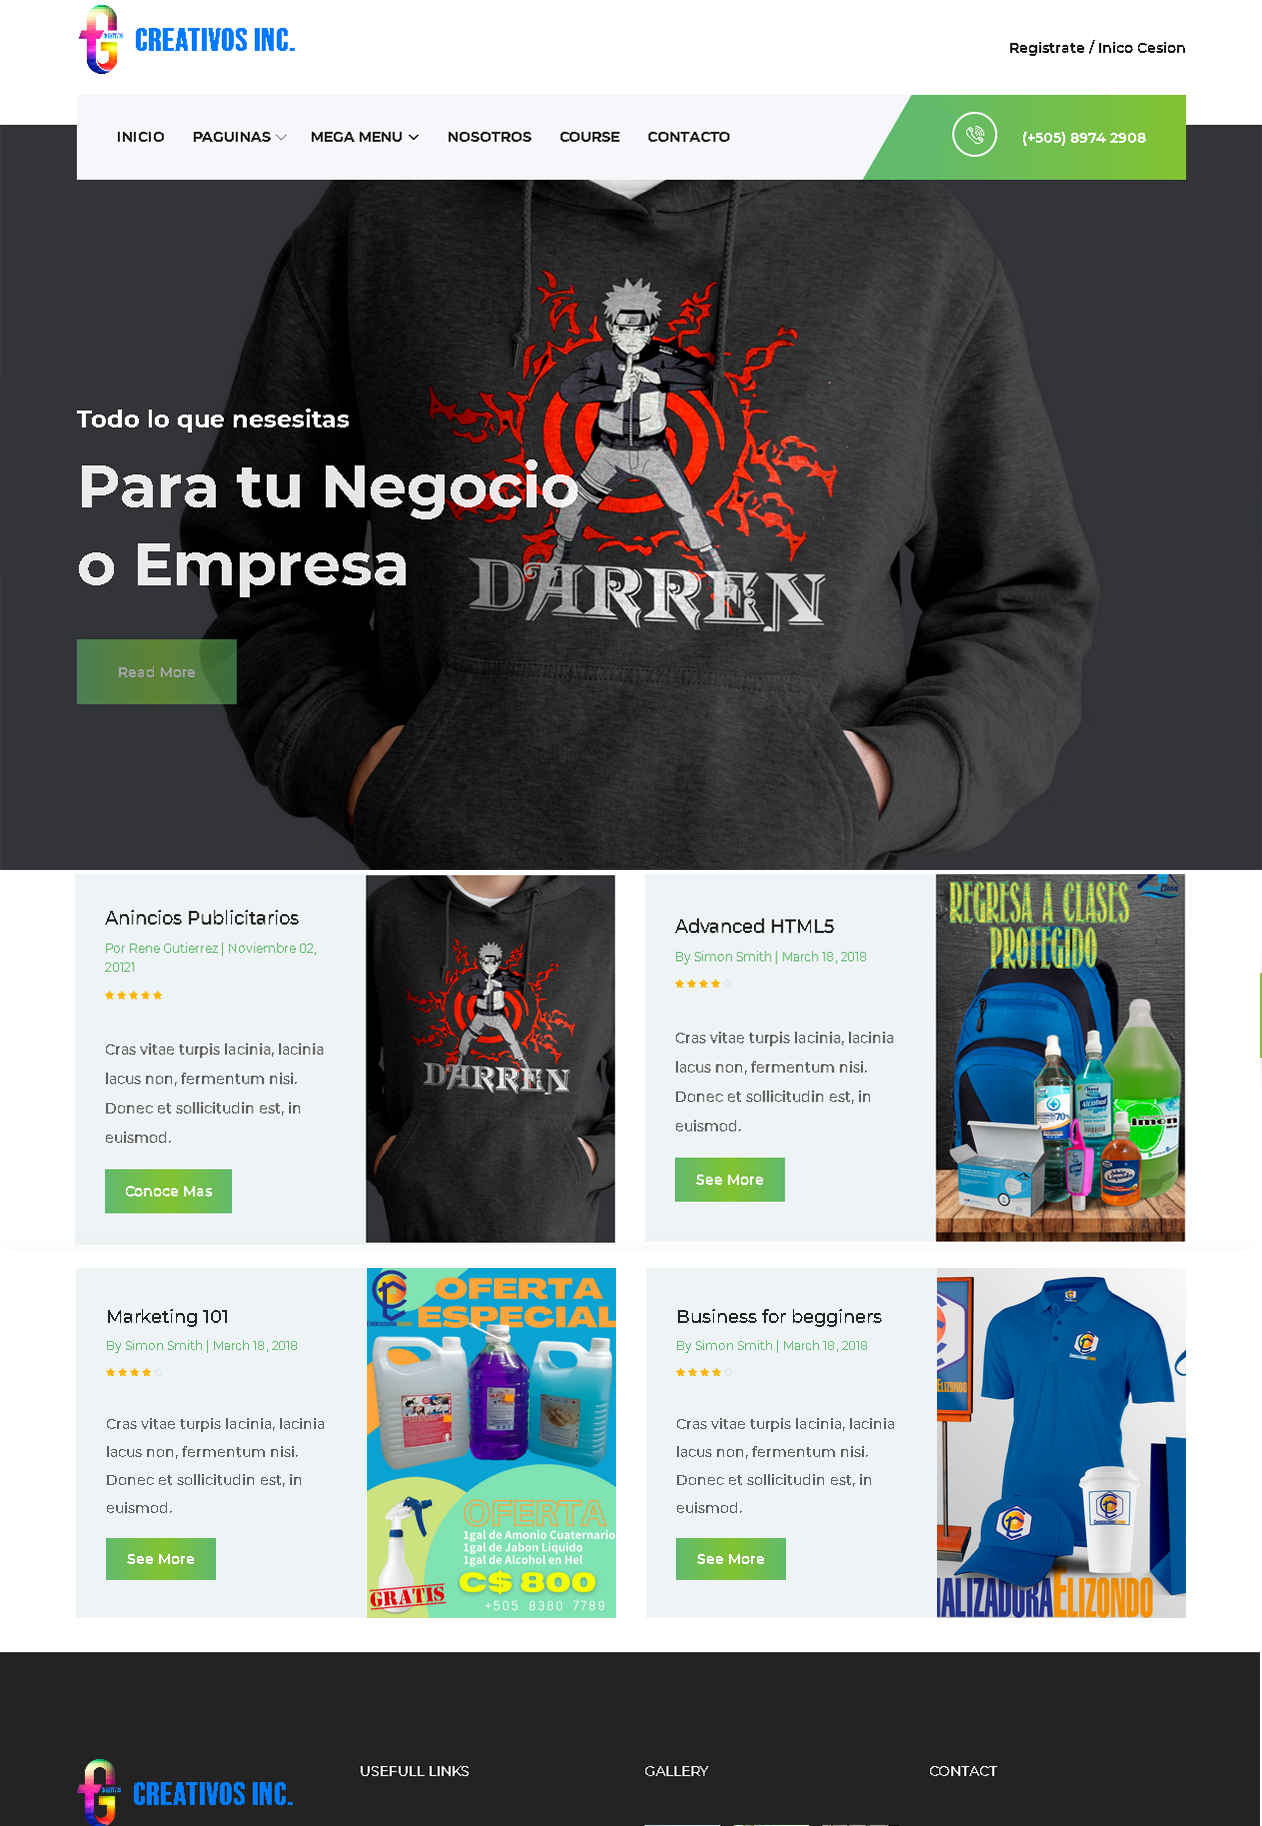 CREATIVOS INC.
Registrate / Inico Cesion
INICIO PAGUINAS MEGA MENU NOSOTROS COURSE CONTACTO
(+505) 8974 2908
Todo lo que nesesitas
Para tu Negocio
o Empresa
DARREN
Read More
Anincios Publicitarios
Por Rene Gutierrez | Noviembre 02,
20121
Cras vitae turpis lacinia, lacinia
lacus non, fermentum nisi.
Donec et sollicitudin est, in
euismod.
Conoce Mas
DARREN
Advanced HTML5
By Simon Smith | March 18, 2018
Cras vitae turpis lacinia, lacinia
lacus non, fermentum nisi.
Donec et sollicitudin est, in
euismod.
See More
REGRESA A CLASES
PROTEGIDO
70%
Alcohol
imon
Marketing 101
By Simon Smith | March 18, 2018
Cras vitae turpis lacinia, lacinia
lacus non, fermentum nisi.
Donec et sollicitudin est, in
euismod.
See More
OFERTA
ESPECIAL
OFERTA
1gal de Amonio Cuaternario
1gal de Jabon Liquido
1gal de Alcohol en Hel
GRATIS
C$ 800
+505 8380 7789
Business for begginers
By Simon Smith | March 18, 2018
Cras vitae turpis lacinia, lacinia
lacus non, fermentum nisi.
Donec et sollicitudin est, in
euismod.
See More
ELIZONDO
IALIZADORA ELIZONDO
CREATIVOS INC.
USEFULL LINKS
GALLERY
CONTACT